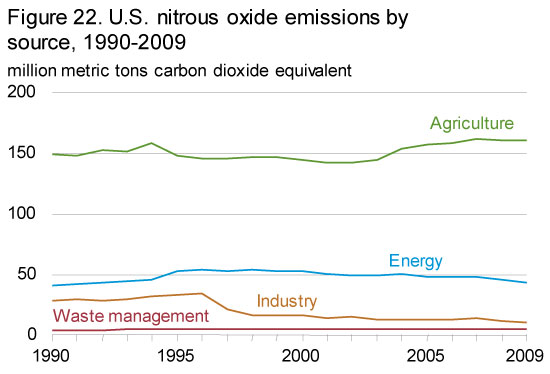 Figure 22. U.S. nitrous oxide emissions by
source, 1990-2009
million metric tons carbon dioxide equivalent
200
Agriculture
150
100
Energy
50
Industry
Waste management
0
1990 1995 2000 2005 2009